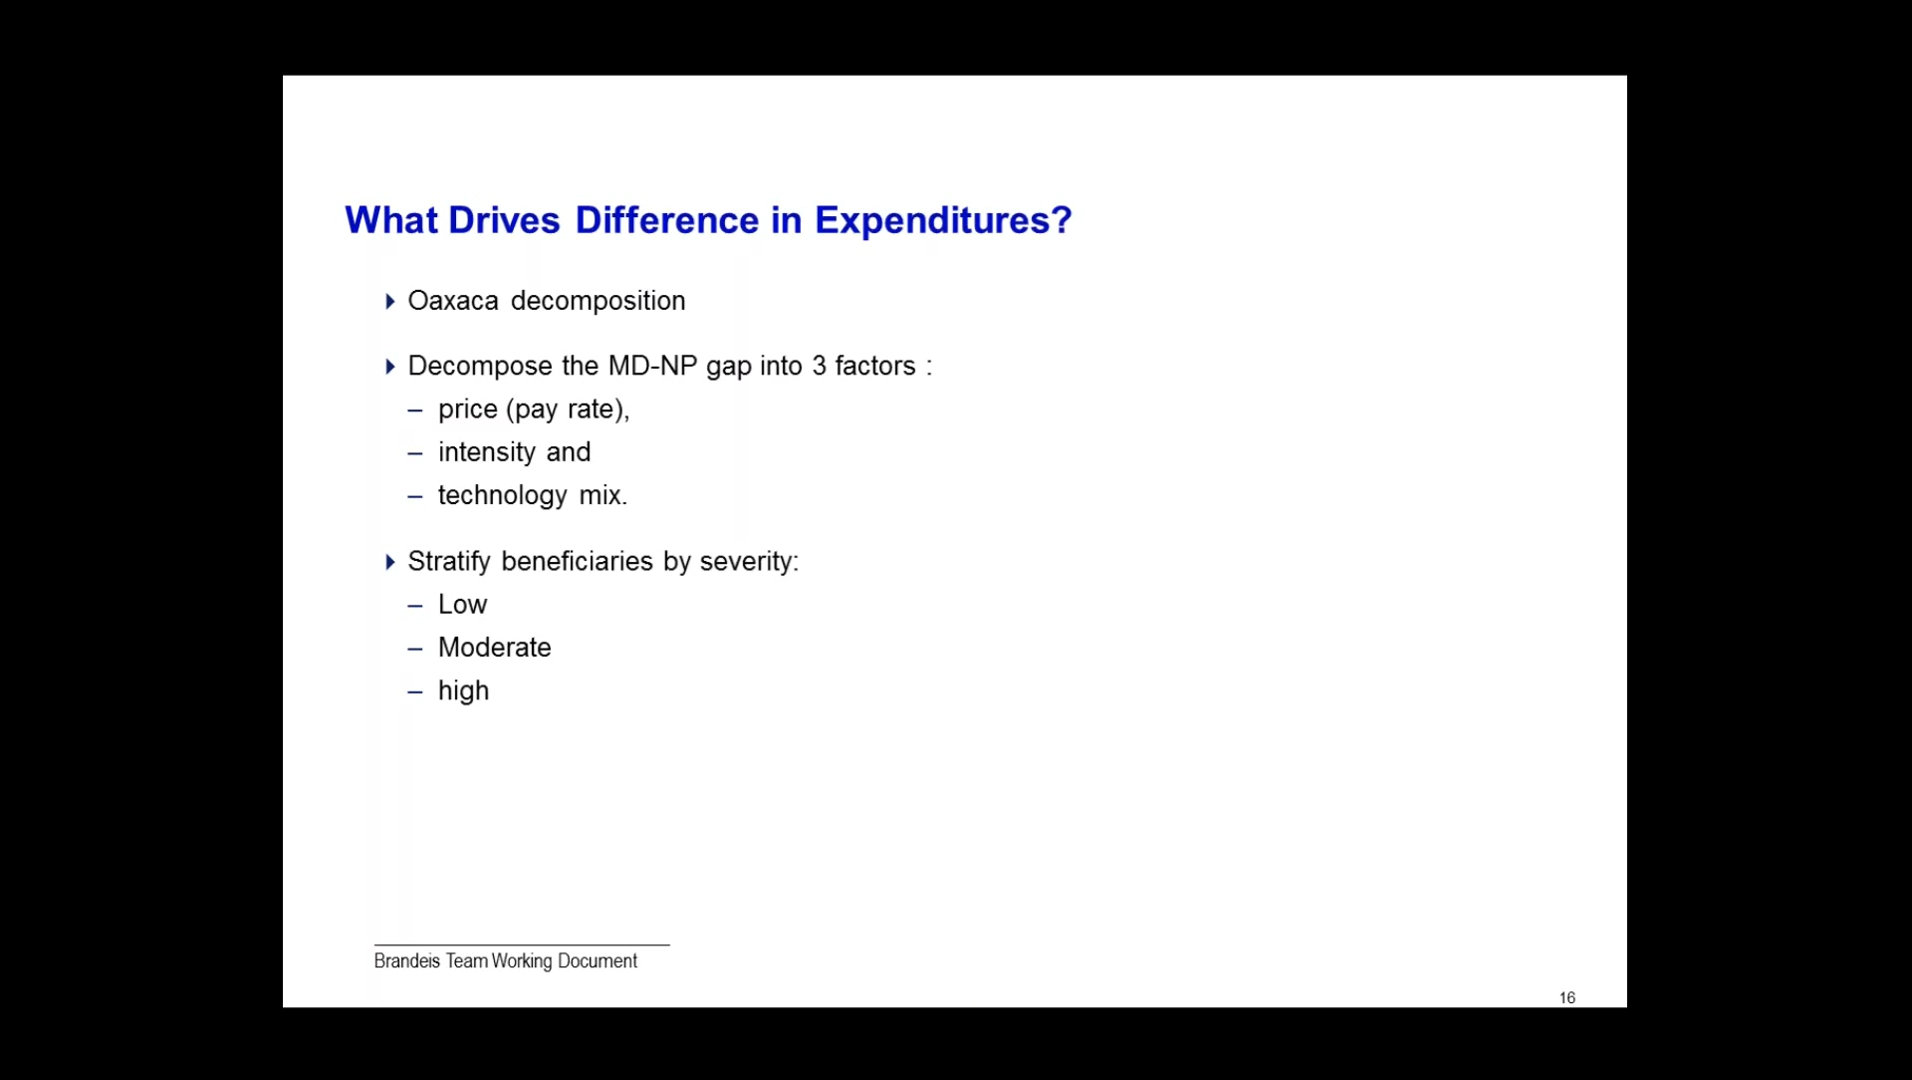 What Drives Difference in Expenditures?
Oaxaca decomposition
Decompose the MD-NP gap into 3 factors :
– price (pay rate),
– intensity and
– technology mix.
Stratify beneficiaries by severity:
– Low
– Moderate
– high
Brandeis Team Working Document
16